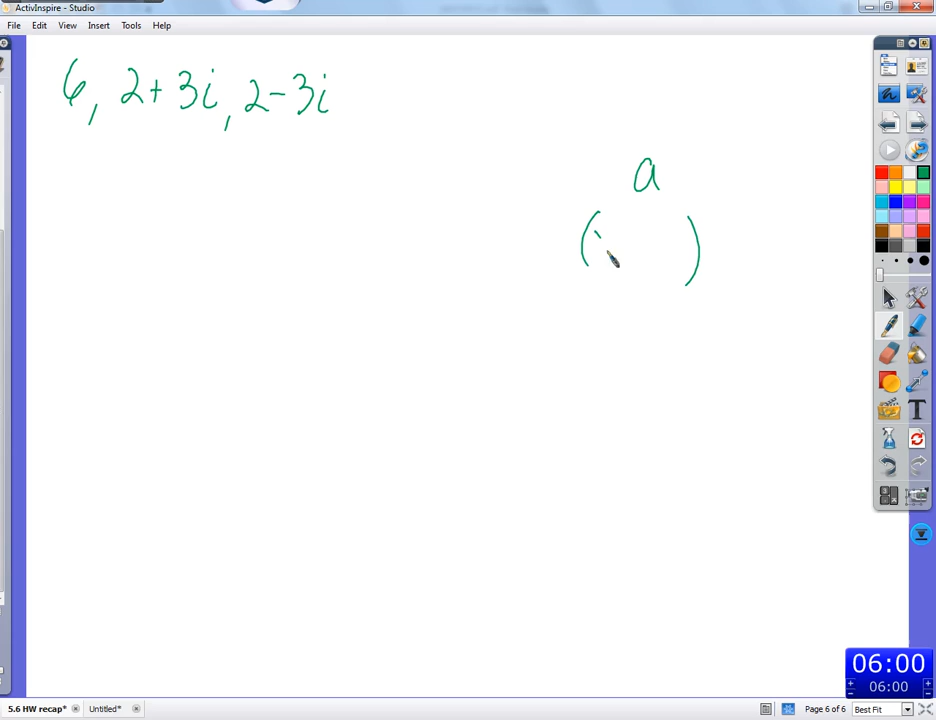 ActivInspire - Studio
File Edit View Insert Tools Help
6, 2+3i, 2-3i
a
( )
06:00
06:00
5.6 HW recap* Untitled* Page 6 of 6 Best Fit